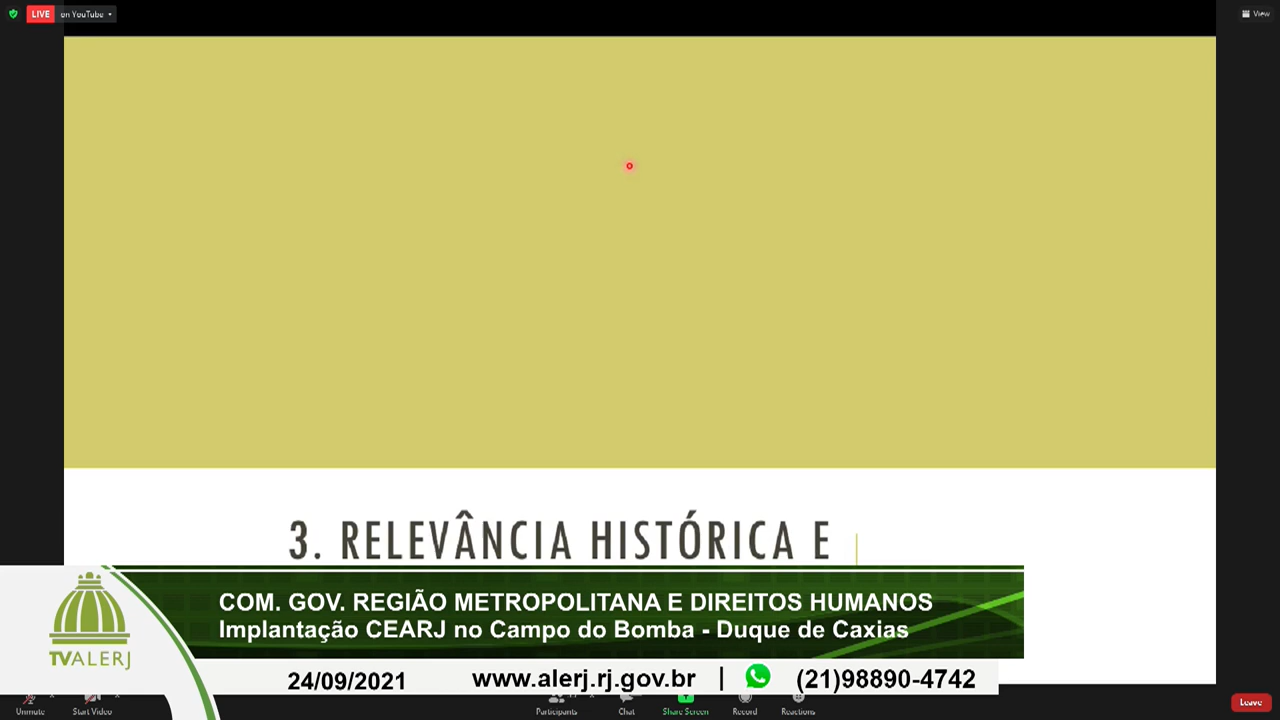 LIVE on YouTube
View
3. RELEVÂNCIA HISTÓRICA E
COM. GOV. REGIÃO METROPOLITANA E DIREITOS HUMANOS
Implantação CEARJ no Campo do Bomba - Duque de Caxias
TVALERJ
24/09/2021 www.alerj.rj.gov.br | (21)98890-4742
Unmute Start Video Participants Chat Share Screen Record Reactions Leave